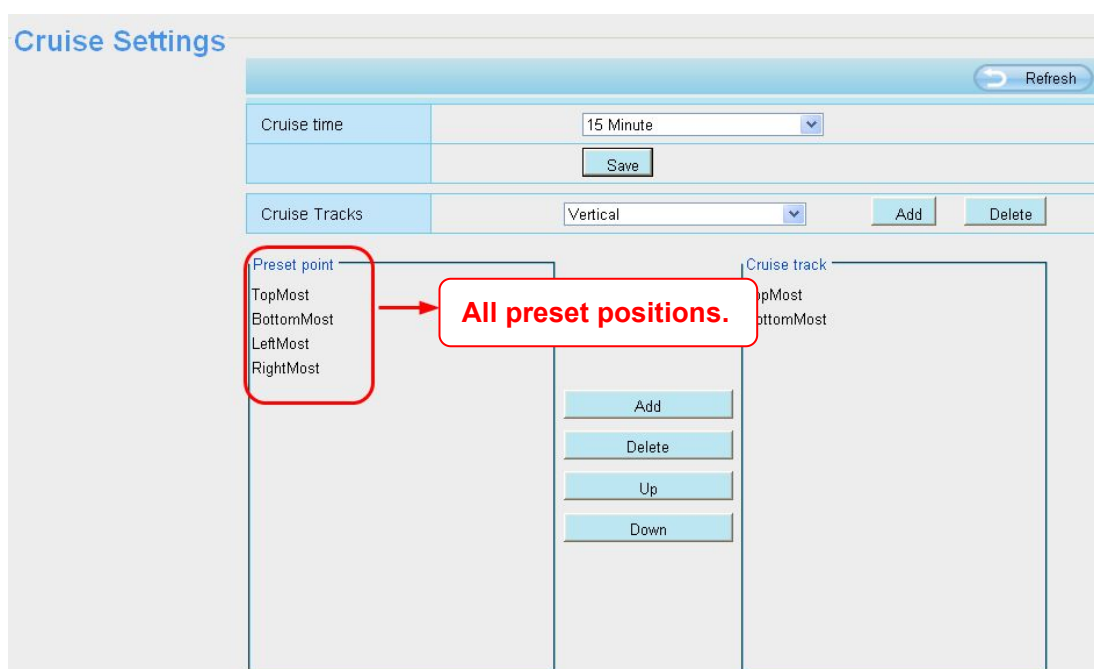 Cruise Settings
Refresh
Cruise time
15 Minute
Save
Cruise Tracks
Vertical
Add
Delete
Preset point
TopMost
BottomMost
LeftMost
RightMost
All preset positions.
Add
Delete
Up
Down
Cruise track
opMost
ottomMost